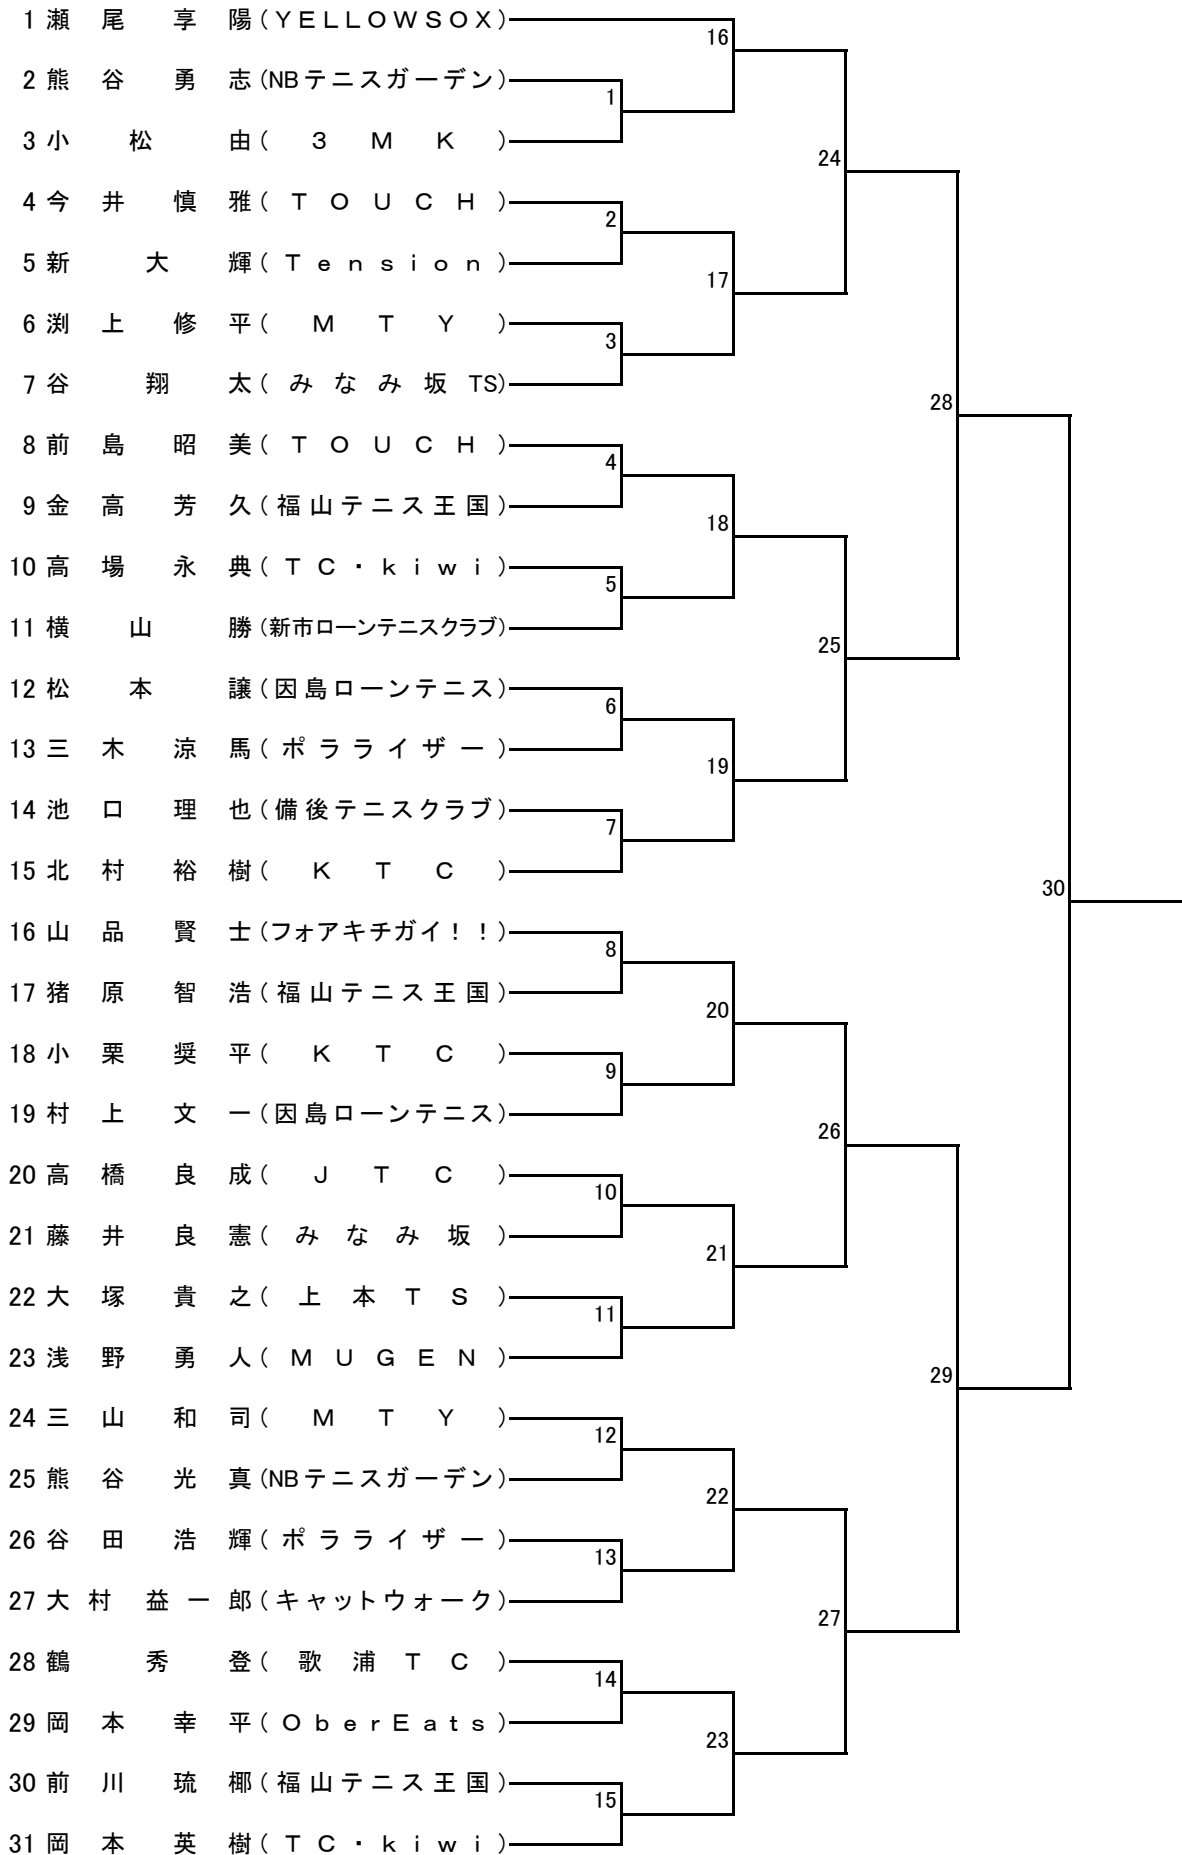 1 瀬尾享陽(YELLOWSOX)
16
2 熊谷勇志(NBテニスガーデン)
1
3 小松由(3MK)
24
4 今井慎雅(TOUCH)
2
5 新大輝(Tension)
17
6 渕上修平(MTY)
3
7 谷翔太(みなみ坂TS)
28
8 前島昭美(TOUCH)
4
9 金高芳久(福山テニス王国)
18
10 高場永典(TC・kiwi)
5
11 横山勝(新市ローンテニスクラブ)
25
12 松本譲(因島ローンテニス)
6
13 三木涼馬(ポラライザー)
19
14 池口理也(備後テニスクラブ)
7
15 北村裕樹(KTC)
30
16 山品賢士(フォアキチガイ!!)
8
17 猪原智浩(福山テニス王国)
20
18 小栗奨平(KTC)
9
19 村上文一(因島ローンテニス)
26
20 高橋良成(JTC)
10
21 藤井良憲(みなみ坂)
21
22 大塚貴之(上本TS)
11
23 浅野勇人(MUGEN)
29
24 三山和司(MTY)
12
25 熊谷光真(NBテニスガーデン)
22
26 谷田浩輝(ポラライザー)
13
27 大村益一郎(キャットウォーク)
27
28 鶴秀登(歌浦TC)
14
29 岡本幸平(OberEats)
23
30 前川琉椰(福山テニス王国)
15
31 岡本英樹(TC・kiwi)